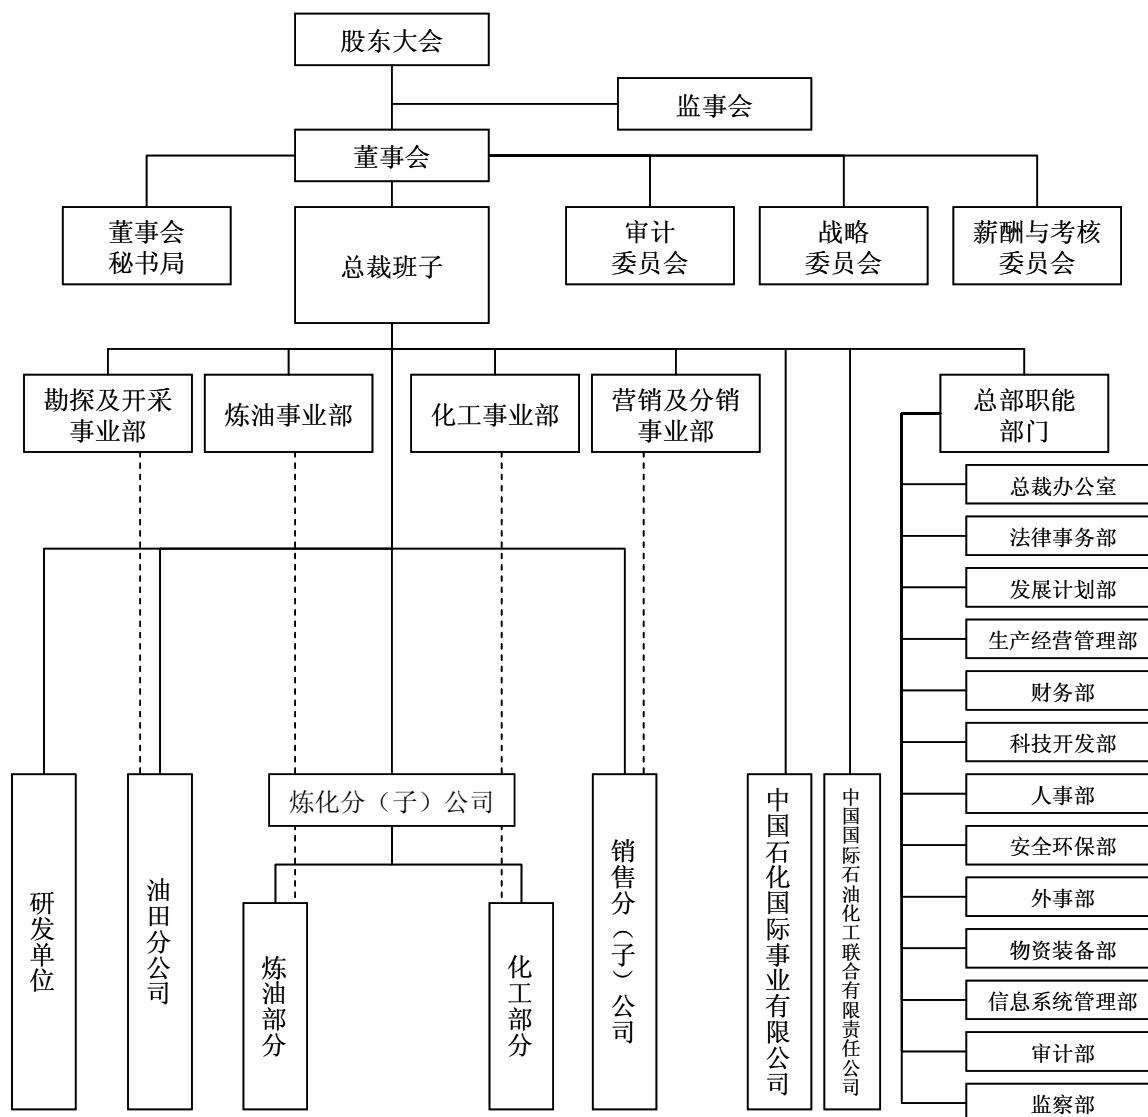 股东大会
监事会
董事会
董事会
秘书局
总裁班子
审计
委员会
战略
委员会
薪酬与考核
委员会
勘探及开采
事业部
炼油事业部
化工事业部
营销及分销
事业部
总部职能
部门
总裁办公室
法律事务部
发展计划部
生产经营管理部
财务部
科技开发部
人事部
安全环保部
外事部
物资装备部
信息系统管理部
审计部
监察部
研发单位
油田分公司
炼化分（子）公司
炼油部分
化工部分
销售分（子）公司
中国石化国际事业有限公司
中国国际石油化工联合有限责任公司